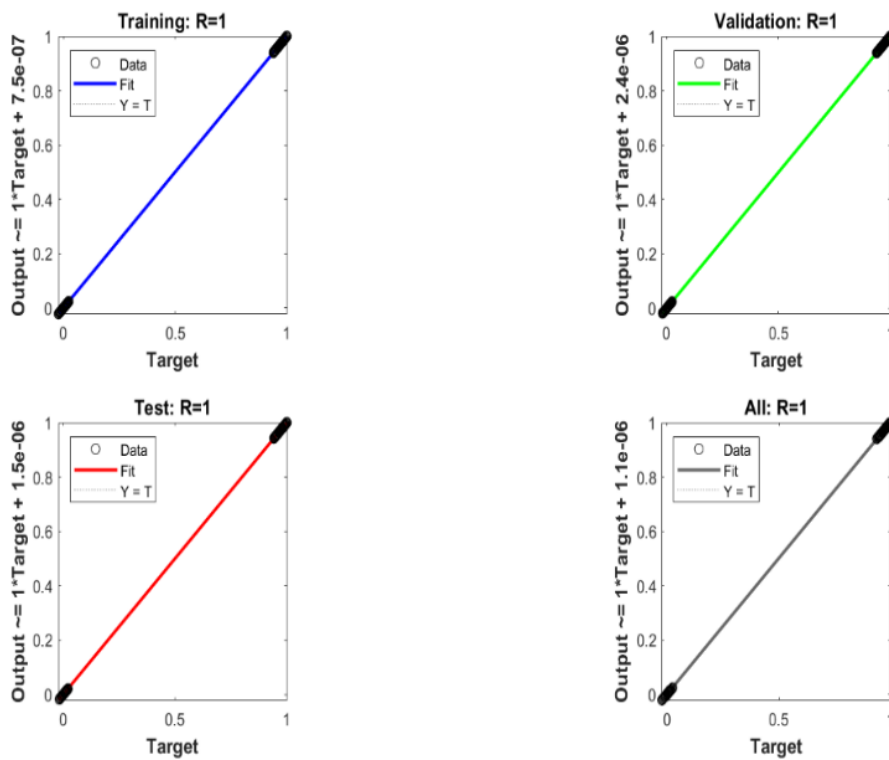 Training: R=1
Output ~= 1*Target + 7.5e-07
1
0.8
0.6
0.4
0.2
0
Data
Fit
Y = T
0 0.5 1
Target
Validation: R=1
Output ~= 1*Target + 2.4e-06
1
0.8
0.6
0.4
0.2
0
Data
Fit
Y = T
0 0.5 1
Target
Test: R=1
Output ~= 1*Target + 1.5e-06
1
0.8
0.6
0.4
0.2
0
Data
Fit
Y = T
0 0.5 1
Target
All: R=1
Output ~= 1*Target + 1.1e-06
1
0.8
0.6
0.4
0.2
0
Data
Fit
Y = T
0 0.5 1
Target